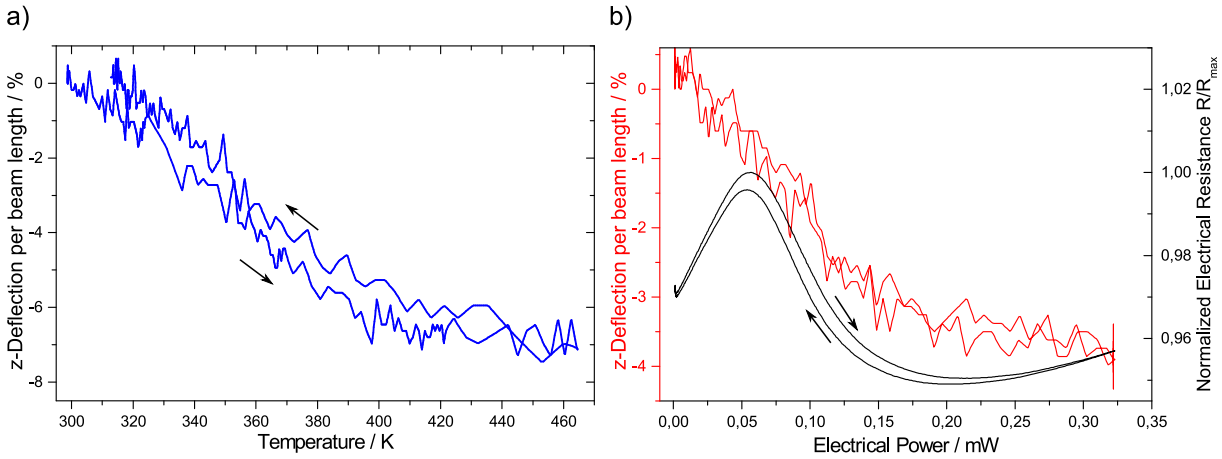 a)
z-Deflection per beam length / %
0
-2
-4
-6
-8
300 320 340 360 380 400 420 440 460
Temperature / K
b)
z-Deflection per beam length / %
0
-1
-2
-3
-4
0,00 0,05 0,10 0,15 0,20 0,25 0,30 0,35
Electrical Power / mW
1,02
1,00
0,98
0,96
Normalized Electrical Resistance R/Rmax